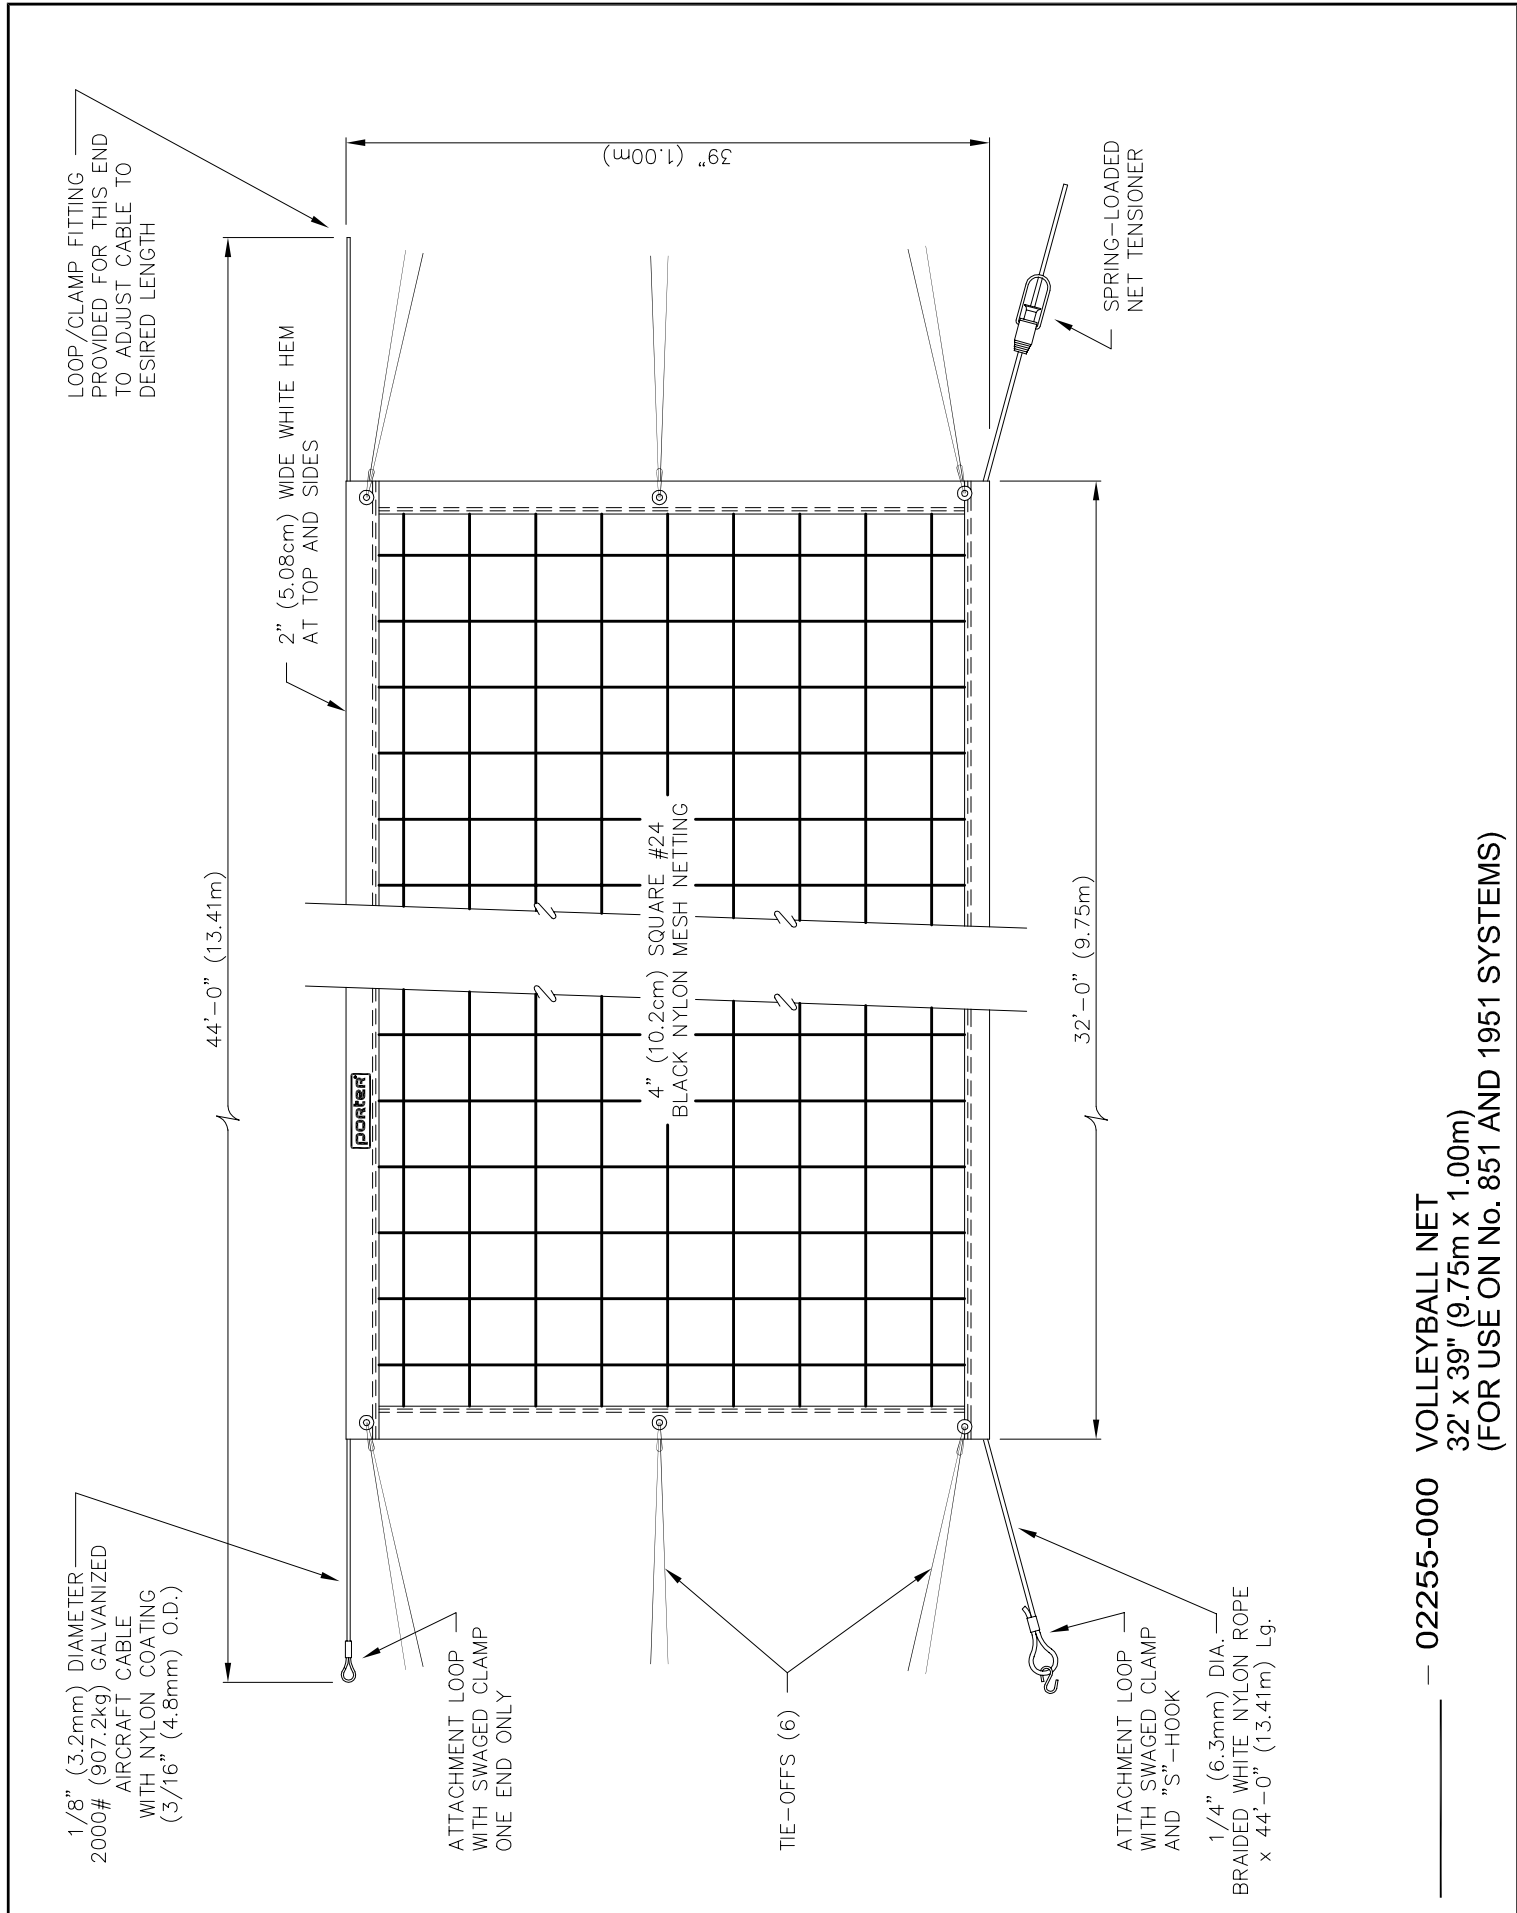 1/8" (3.2mm) DIAMETER
2000# (907.2kg) GALVANIZED
AIRCRAFT CABLE
WITH NYLON COATING
(3/16" (4.8mm) O.D.)
LOOP/CLAMP FITTING
PROVIDED FOR THIS END
TO ADJUST CABLE TO
DESIRED LENGTH
44'-0" (13.41m)
2" (5.08cm) WIDE WHITE HEM
AT TOP AND SIDES
PORTER
ATTACHMENT LOOP
WITH SWAGED CLAMP
ONE END ONLY
39" (1.00m)
4" (10.2cm) SQUARE #24
BLACK NYLON MESH NETTING
TIE-OFFS (6)
ATTACHMENT LOOP
WITH SWAGED CLAMP
AND "S"-HOOK
SPRING-LOADED
NET TENSIONER
32'-0" (9.75m)
1/4" (6.3mm) DIA.
BRAIDED WHITE NYLON ROPE
x 44'-0" (13.41m) Lg.
— 02255-000 VOLLEYBALL NET
32' x 39" (9.75m x 1.00m)
(FOR USE ON No. 851 AND 1951 SYSTEMS)